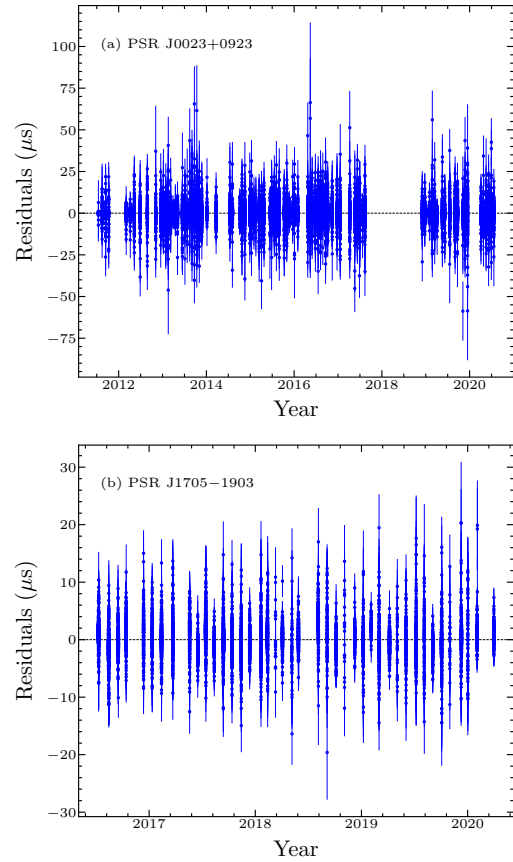 (a) PSR J0023+0923
100
75
50
25
0
−25
−50
−75
Residuals (μs)
2012 2014 2016 2018 2020
Year
(b) PSR J1705−1903
30
20
10
0
−10
−20
−30
Residuals (μs)
2017 2018 2019 2020
Year